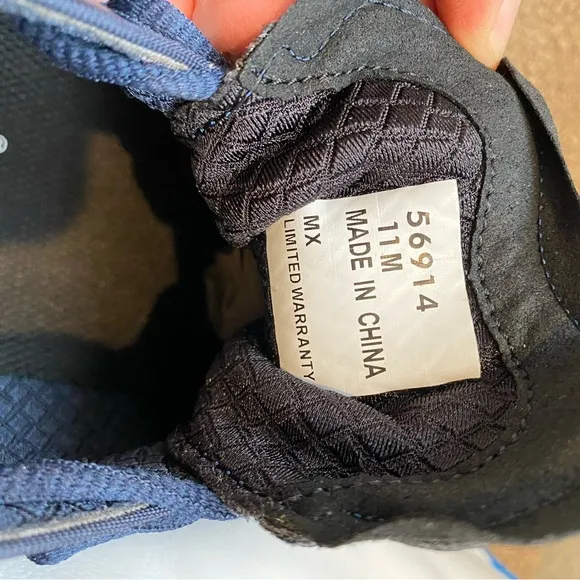 56914
11M
MADE IN CHINA
MX
LIMITED WARRANTY